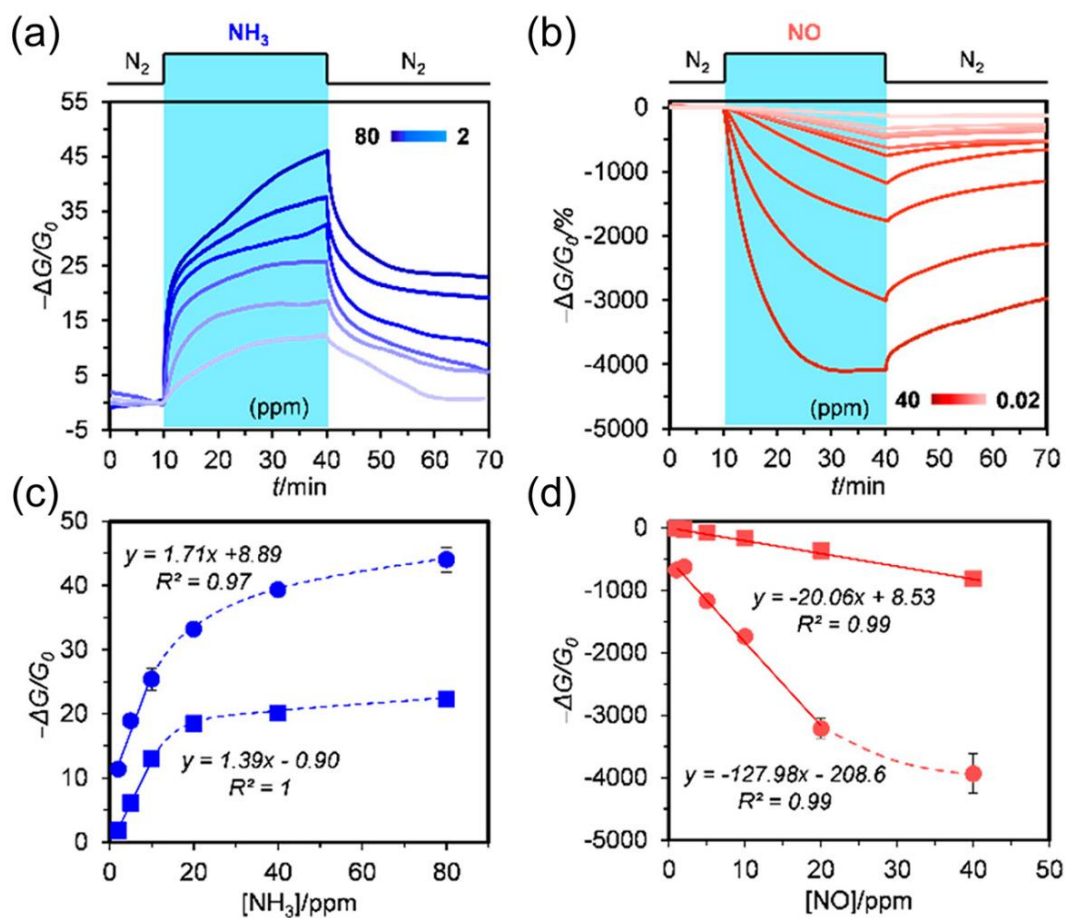 (a)
NH3
N2
N2
55
45
35
25
15
5
-5
80 2
(ppm)
−ΔG/G0
0 10 20 30 40 50 60 70
t/min
(b)
NO
N2
N2
0
-1000
-2000
-3000
-4000
-5000
40 0.02
(ppm)
−ΔG/G0/%
0 10 20 30 40 50 60 70
t/min
(c)
50
40
30
20
10
0
−ΔG/G0
y = 1.71x +8.89
R² = 0.97
y = 1.39x - 0.90
R² = 1
0 20 40 60 80
[NH3]/ppm
(d)
0
-1000
-2000
-3000
-4000
-5000
−ΔG/G0
y = -20.06x + 8.53
R² = 0.99
y = -127.98x - 208.6
R² = 0.99
0 10 20 30 40 50
[NO]/ppm